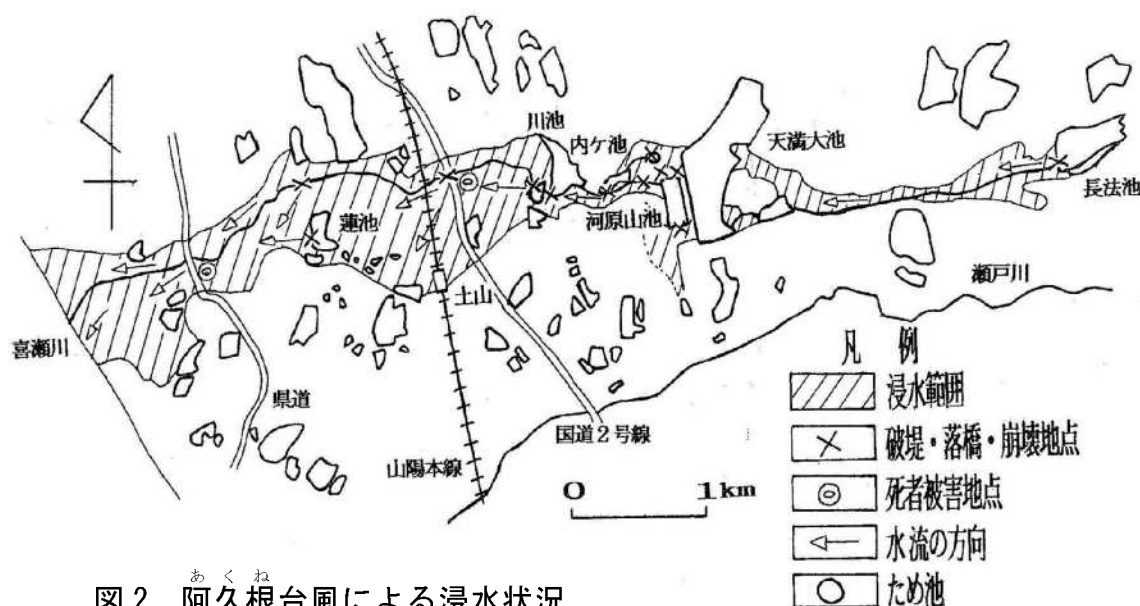 川池
内ケ池
天満大池
長法池
河原山池
蓮池
土山
瀬戸川
喜瀬川
県道
国道2号線
山陽本線
0 1km
凡 例
浸水範囲
破堤・落橋・崩壊地点
死者被害地点
水流の方向
ため池
あくね
図2 阿久根台風による浸水状況